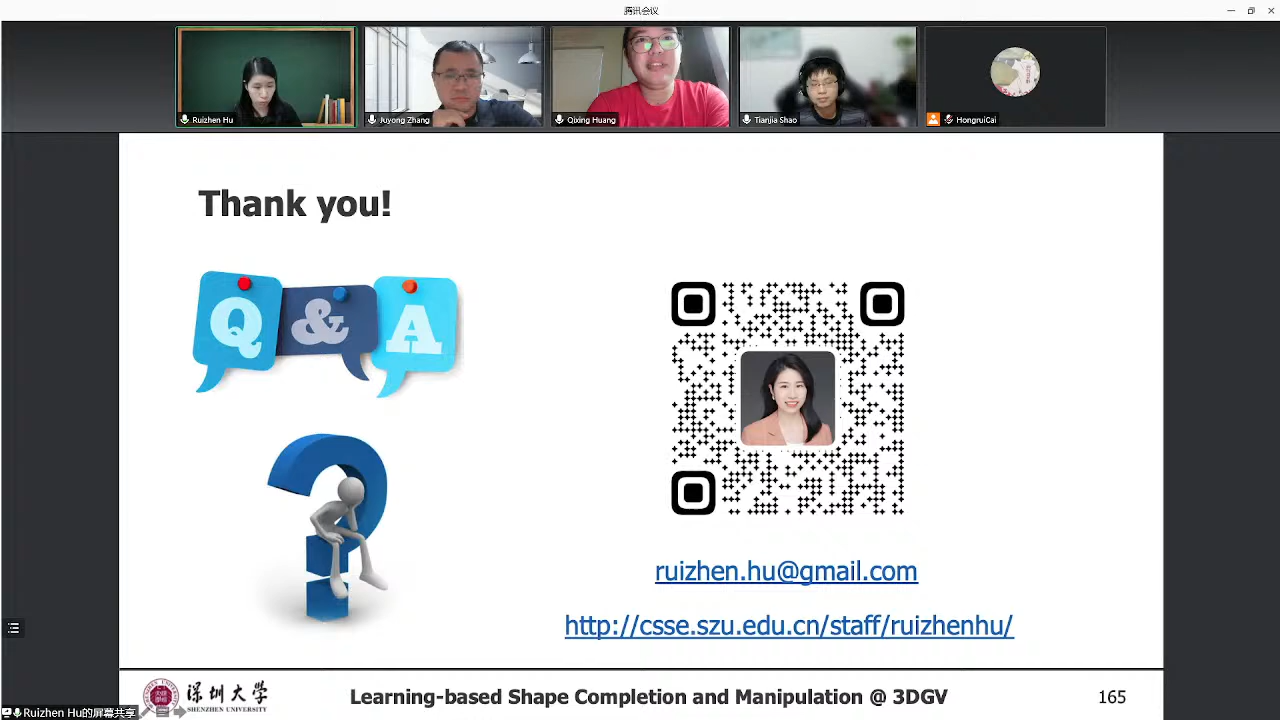 腾讯会议
Ruizhen Hu
Juyong Zhang
Qixing Huang
Tianjia Shao
HongruiCai
Thank you!
Q & A
?
ruizhen.hu@gmail.com
http://csse.szu.edu.cn/staff/ruizhenhu/
深圳大学
SHENZHEN UNIVERSITY
Learning-based Shape Completion and Manipulation @ 3DGV
165
Ruizhen Hu的屏幕共享